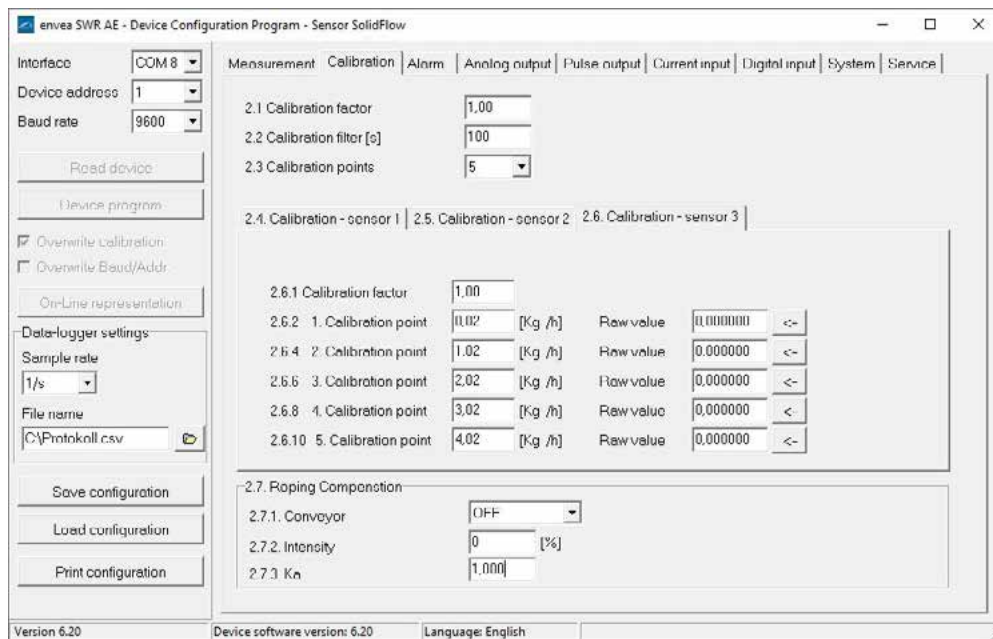 envea SWR AE - Device Configuration Program - Sensor SolidFlow
Interface COM 8
Device address 1
Baud rate 9600
Read device
Device program
Overwrite calibration
Overwrite Baud/Addr
On-Line representation
Data-logger settings
Sample rate
1/s
File name
C:\Protokoll.csv
Save configuration
Load configuration
Print configuration
Measurement Calibration Alarm Analog output Pulse output Current input Digital input System Service
2.1 Calibration factor 1,00
2.2 Calibration filter [s] 100
2.3 Calibration points 5
2.4. Calibration - sensor 1 2.5. Calibration - sensor 2 2.6. Calibration - sensor 3
2.6.1 Calibration factor 1,00
2.6.2 1. Calibration point 0,02 [Kg /h] Raw value 0,000000 <-
2.6.4 2. Calibration point 1,02 [Kg /h] Raw value 0,000000 <-
2.6.6 3. Calibration point 2,02 [Kg /h] Raw value 0,000000 <-
2.6.8 4. Calibration point 3,02 [Kg /h] Raw value 0,000000 <-
2.6.10 5. Calibration point 4,02 [Kg /h] Raw value 0,000000 <-
2.7. Roping Compenstion
2.7.1. Conveyor OFF
2.7.2. Intensity 0 [%]
2.7.3 Ka 1,000
Version 6.20 Device software version: 6.20 Language: English